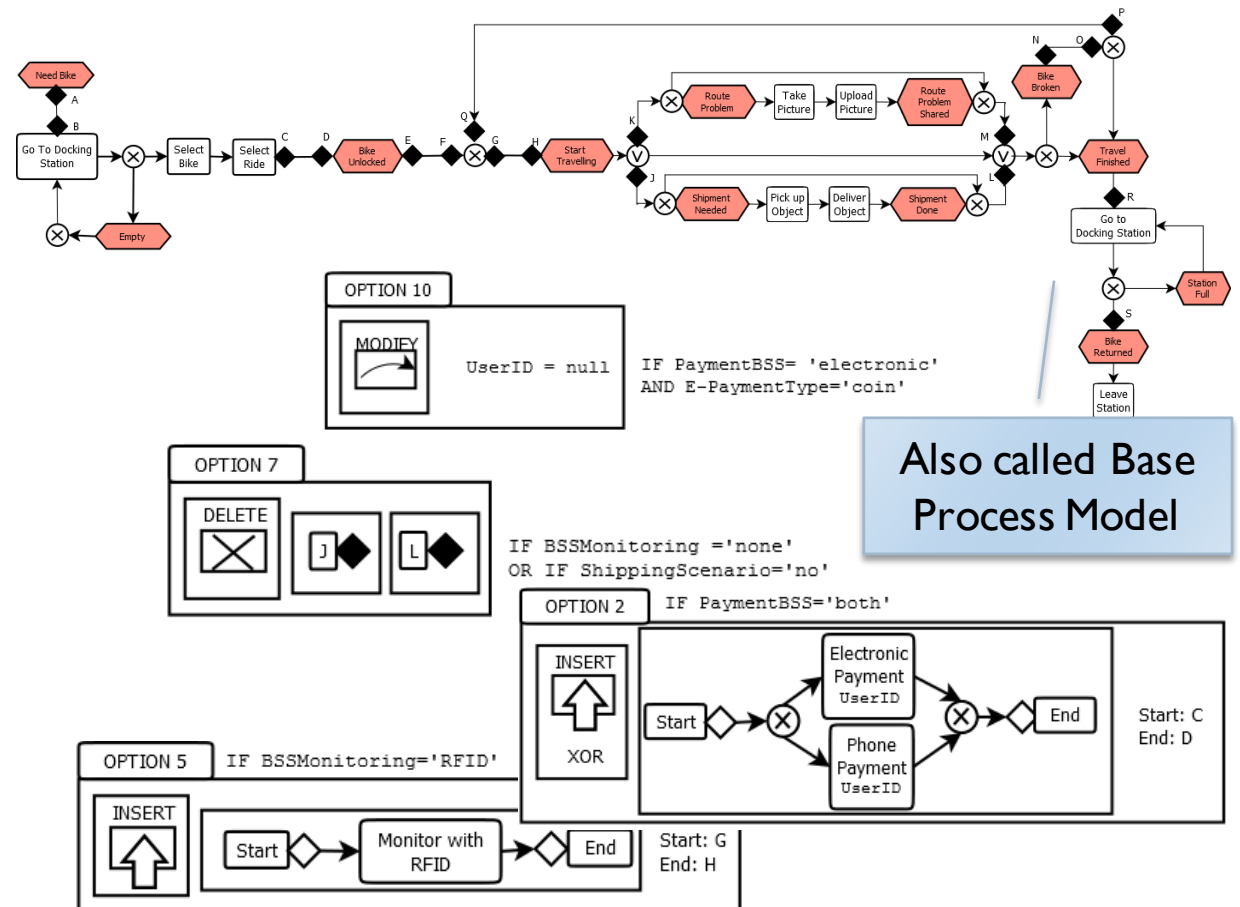 P
N
O
Need Bike
A
B
Bike
Broken
Route
Problem
Take
Picture
Upload
Picture
Route
Problem
Shared
X
Q
K
M
Go To Docking
Station
X
Select
Bike
Select
Ride
C
D
Bike
Unlocked
E
F
X
G
H
Start
Travelling
V
V
X
Travel
Finished
J
L
X
Shipment
Needed
Pick up
Object
Deliver
Object
Shipment
Done
X
R
X
Empty
Go to
Docking Station
X
Station
Full
S
Bike
Returned
Leave
Station
X
X
Also called Base
Process Model
OPTION 10
MODIFY
UserID = null
IF PaymentBSS= 'electronic'
AND E-PaymentType='coin'
OPTION 7
DELETE
J
L
IF BSSMonitoring ='none'
OR IF ShippingScenario='no'
OPTION 2
IF PaymentBSS='both'
INSERT
XOR
Start
X
Electronic
Payment
UserID
Phone
Payment
UserID
X
End
Start: C
End: D
OPTION 5
IF BSSMonitoring='RFID'
INSERT
Start
Monitor with
RFID
End
Start: G
End: H